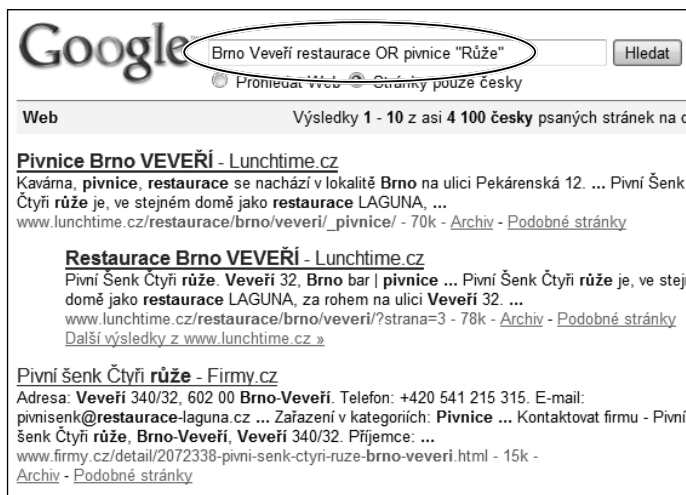 Google
Brno Veveří restaurace OR pivnice "Růže" Hledat
Prohledat Web Stránky pouze česky
Web Výsledky 1 - 10 z asi 4 100 česky psaných stránek na
Pivnice Brno VEVEŘÍ - Lunchtime.cz
Kavárna, pivnice, restaurace se nachází v lokalitě Brno na ulici Pekárenská 12. ... Pivní Šenk
Čtyři růže je, ve stejném domě jako restaurace LAGUNA, ...
www.lunchtime.cz/restaurace/brno/veveri/_pivnice/ - 70k - Archiv - Podobné stránky
Restaurace Brno VEVEŘÍ - Lunchtime.cz
Pivní Šenk Čtyři růže. Veveří 32, Brno bar | pivnice ... Pivní Šenk Čtyři růže je, ve stej
domě jako restaurace LAGUNA, za rohem na ulici Veveří 32. ...
www.lunchtime.cz/restaurace/brno/veveri/?strana=3 - 78k - Archiv - Podobné stránky
Další výsledky z www.lunchtime.cz »
Pivní šenk Čtyři růže - Firmy.cz
Adresa: Veveří 340/32, 602 00 Brno-Veveří. Telefon: +420 541 215 315. E-mail:
pivnisenk@restaurace-laguna.cz ... Zařazení v kategoriích: Pivnice ... Kontaktovat firmu - Pivní
šenk Čtyři růže, Brno-Veveří, Veveří 340/32. Příjemce: ...
www.firmy.cz/detail/2072338-pivni-senk-ctyri-ruze-brno-veveri.html - 15k -
Archiv - Podobné stránky